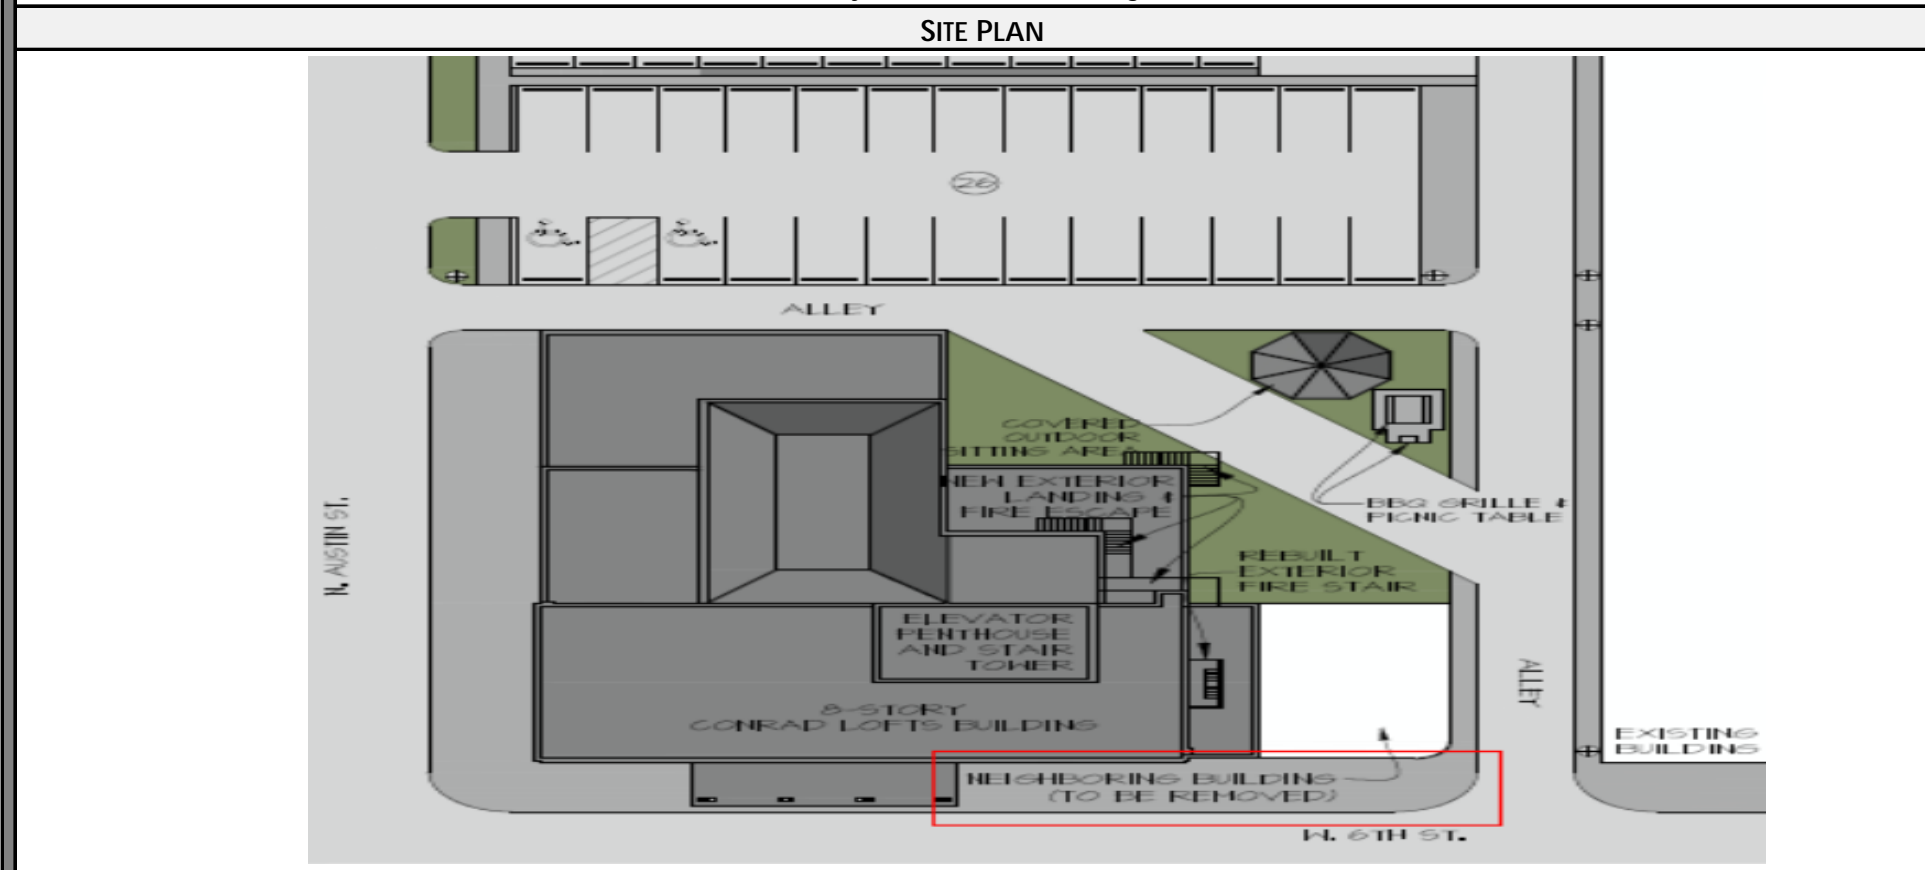 SITE PLAN
26
ALLEY
COVERED
OUTDOOR
SITTING AREA
NEW EXTERIOR
LANDING &
FIRE ESCAPE
BBQ GRILLE &
PICNIC TABLE
REBUILT
EXTERIOR
FIRE STAIR
N. AUSTIN ST.
ELEVATOR
PENTHOUSE
AND STAIR
TOWER
ALLEY
8-STORY
CONRAD LOFTS BUILDING
EXISTING
BUILDING
NEIGHBORING BUILDING
(TO BE REMOVED)
W. 6TH ST.